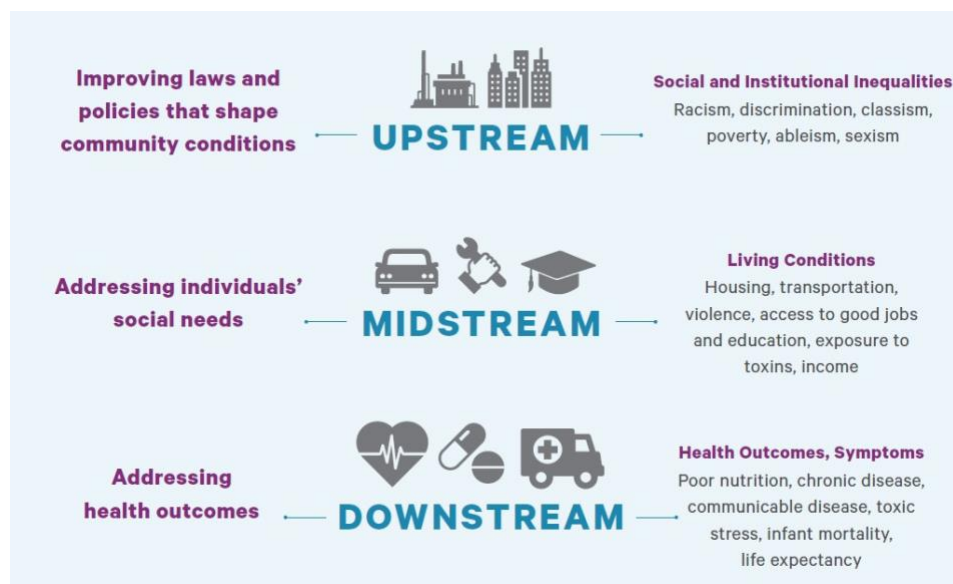 Improving laws and
policies that shape
community conditions
UPSTREAM
Social and Institutional Inequalities
Racism, discrimination, classism,
poverty, ableism, sexism
Addressing individuals’
social needs
MIDSTREAM
Living Conditions
Housing, transportation,
violence, access to good jobs
and education, exposure to
toxins, income
Addressing
health outcomes
DOWNSTREAM
Health Outcomes, Symptoms
Poor nutrition, chronic disease,
communicable disease, toxic
stress, infant mortality,
life expectancy